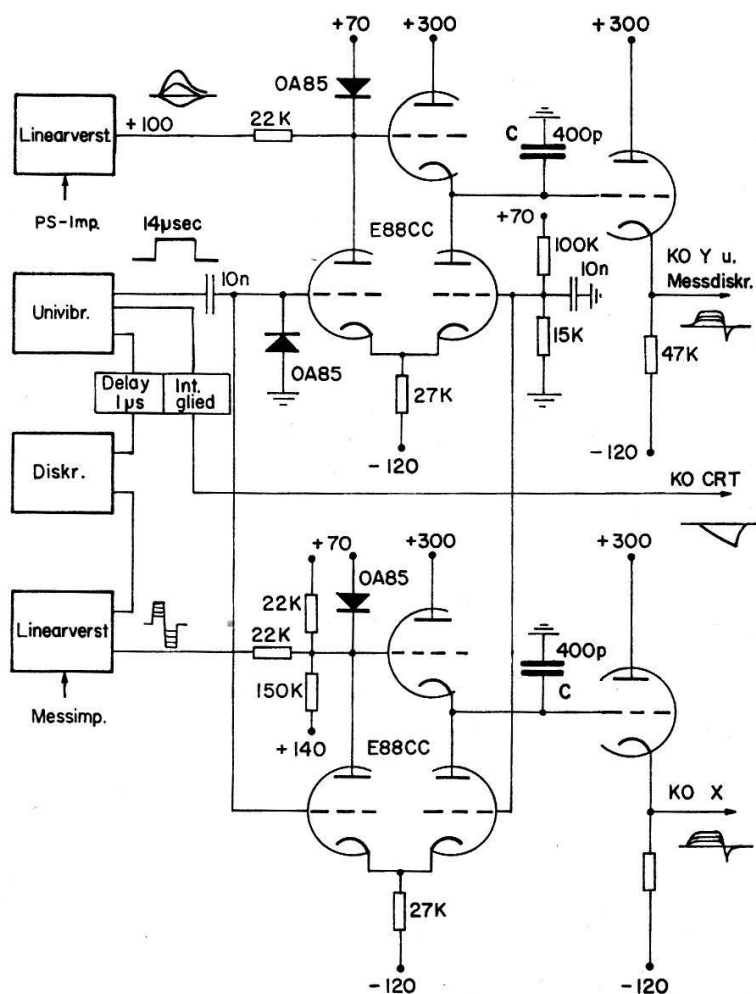 +70
+300
+300
OA85
Linearverst.
+100
22K
C
400p
PS-Imp.
14µsec
E88CC
+70
100K
10n
10n
KO Y u.
Messdiskr.
Univibr.
OA85
15K
47K
Delay
1µs
Int.
glied
27K
-120
-120
Diskr.
KO CRT
+70
+300
+300
OA85
22K
Linearverst
22K
400p
C
150K
Messimp.
+140
E88CC
KO X
27K
-120
-120